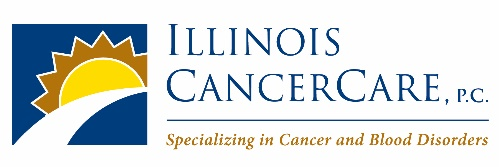 ILLINOIS
CANCERCARE, P.C.
Specializing in Cancer and Blood Disorders